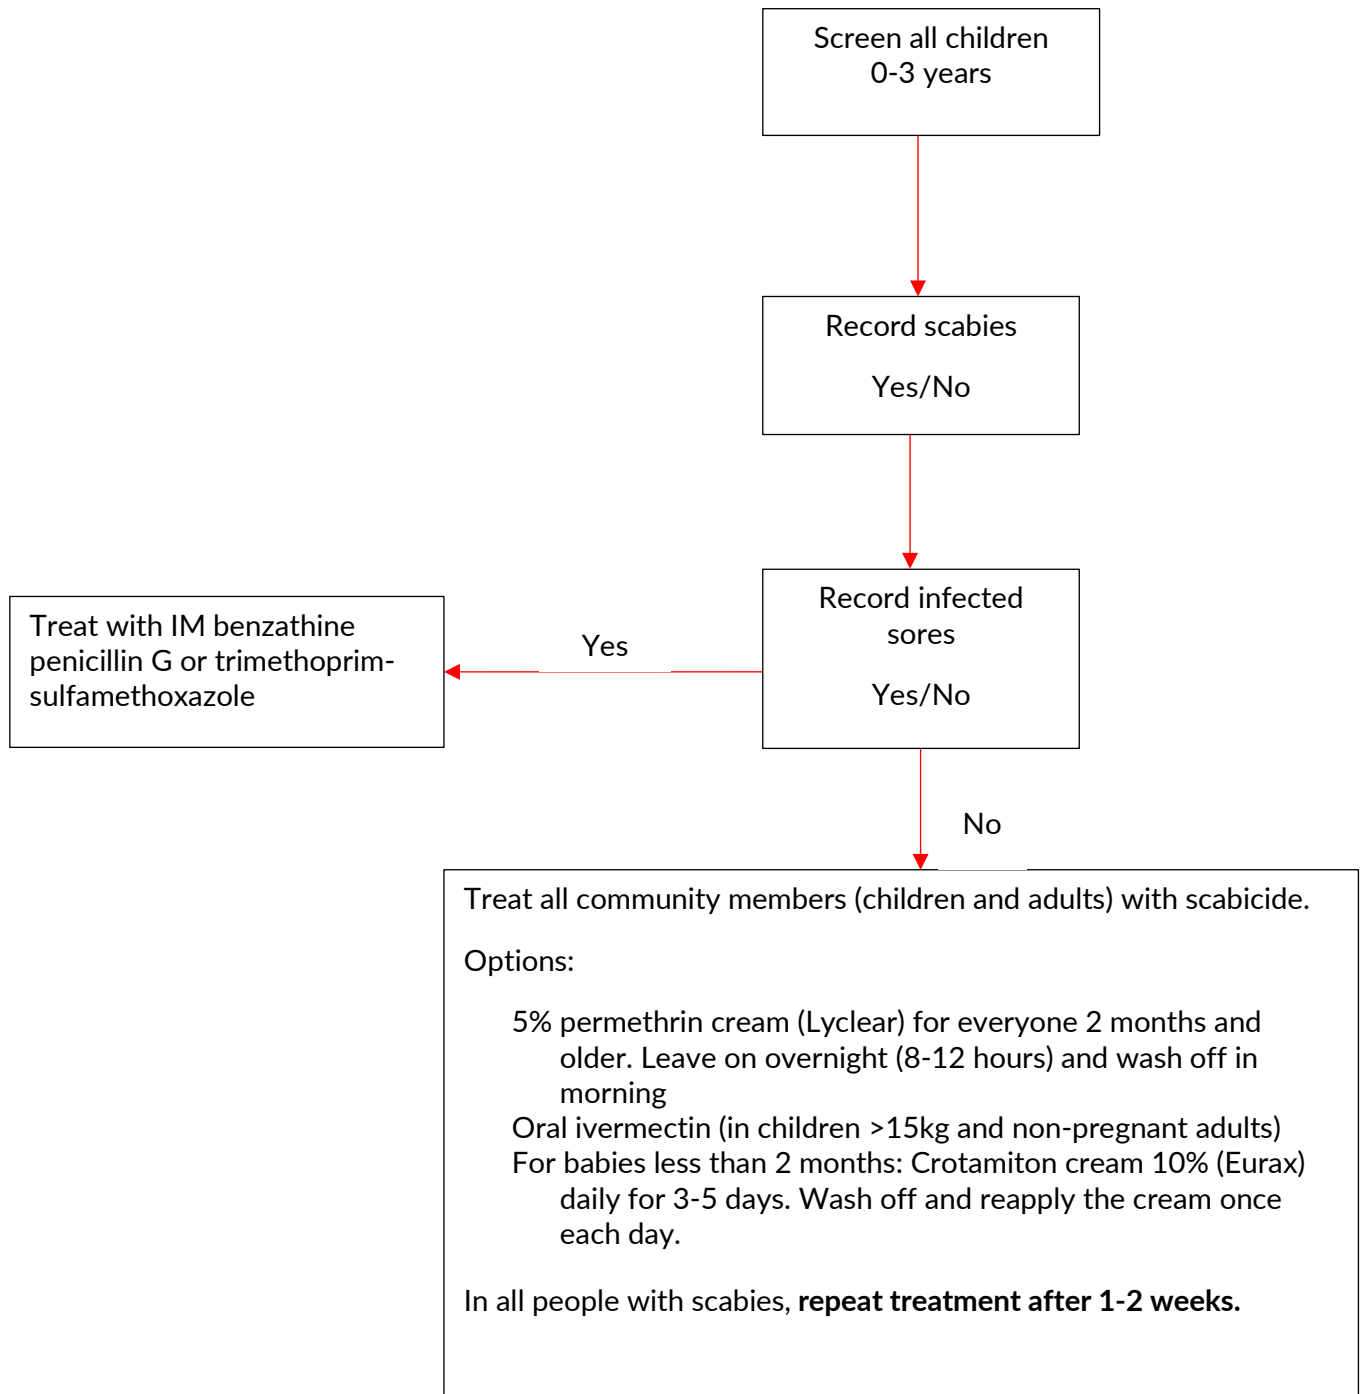 Screen all children
0-3 years
Record scabies
Yes/No
Record infected
sores
Yes/No
Yes
Treat with IM benzathine
penicillin G or trimethoprim-
sulfamethoxazole
No
Treat all community members (children and adults) with scabicide.
Options:
5% permethrin cream (Lyclear) for everyone 2 months and
older. Leave on overnight (8-12 hours) and wash off in
morning
Oral ivermectin (in children >15kg and non-pregnant adults)
For babies less than 2 months: Crotamiton cream 10% (Eurax)
daily for 3-5 days. Wash off and reapply the cream once
each day.
In all people with scabies, repeat treatment after 1-2 weeks.